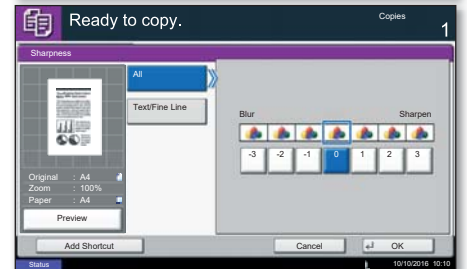 Ready to copy.
Copies
1
Sharpness
All
Text/Fine Line
Blur
Sharpen
-3 -2 -1 0 1 2 3
Original : A4
Zoom : 100%
Paper : A4
Preview
Add Shortcut
Cancel
OK
Status
10/10/2016 10:10